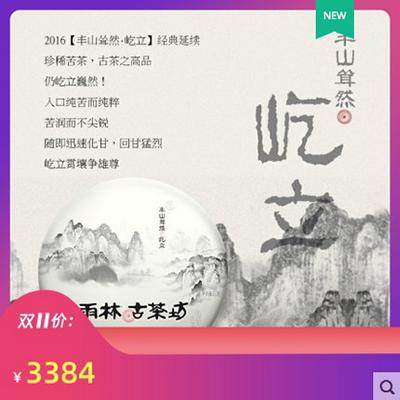 NEW
2016【丰山耸然·屹立】经典延续
珍稀苦茶，古茶之高品
仍屹立巍然！
入口纯苦而纯粹
苦润而不尖锐
随即迅速化甘，回甘猛烈
屹立霄壤争雄尊
丰山耸然
屹立
丰山耸然·屹立
雨林古茶坊
双11价：
¥3384